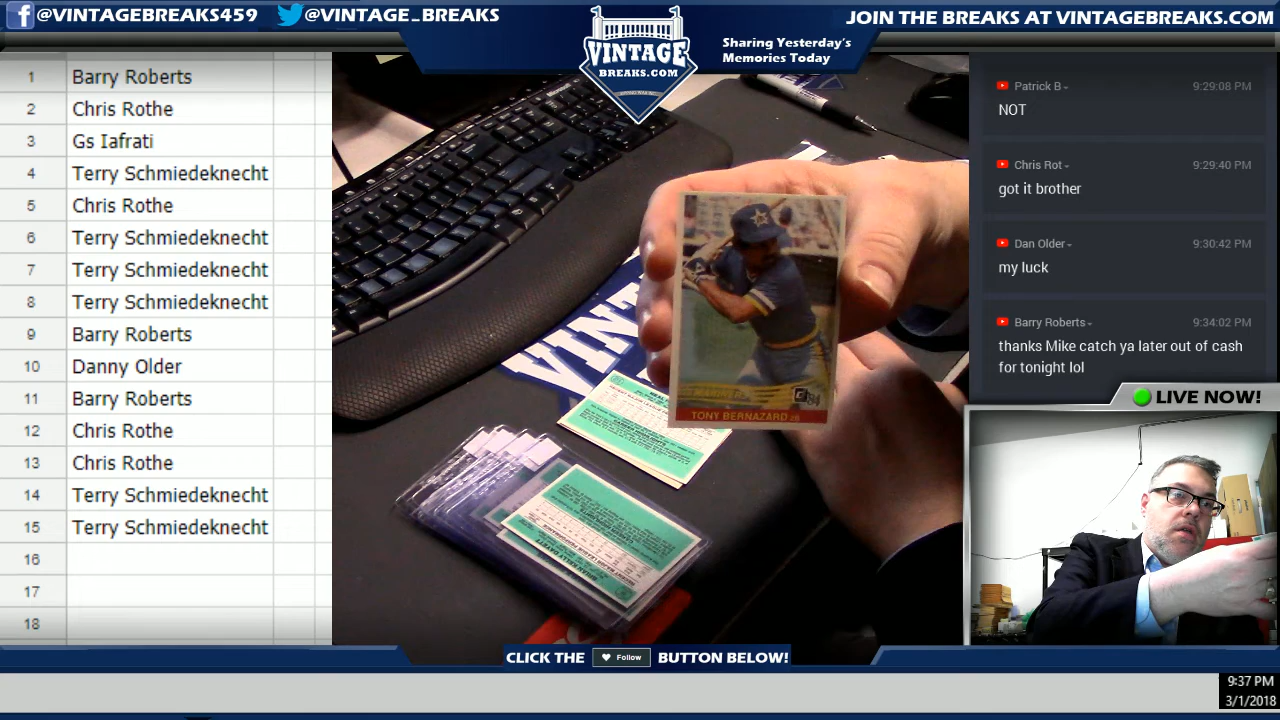 @VINTAGEBREAKS459
@VINTAGE_BREAKS
VINTAGE
BREAKS.COM
Sharing Yesterday's
Memories Today
JOIN THE BREAKS AT VINTAGEBREAKS.COM
1 Barry Roberts
2 Chris Rothe
3 Gs Iafrati
4 Terry Schmiedeknecht
5 Chris Rothe
6 Terry Schmiedeknecht
7 Terry Schmiedeknecht
8 Terry Schmiedeknecht
9 Barry Roberts
10 Danny Older
11 Barry Roberts
12 Chris Rothe
13 Chris Rothe
14 Terry Schmiedeknecht
15 Terry Schmiedeknecht
16
17
18
VINT
84
TONY BERNAZARD 2B
Patrick B 9:29:08 PM
NOT
Chris Rot 9:29:40 PM
got it brother
Dan Older 9:30:42 PM
my luck
Barry Roberts 9:34:02 PM
thanks Mike catch ya later out of cash
for tonight lol
LIVE NOW!
CLICK THE Follow BUTTON BELOW!
9:37 PM
3/1/2018